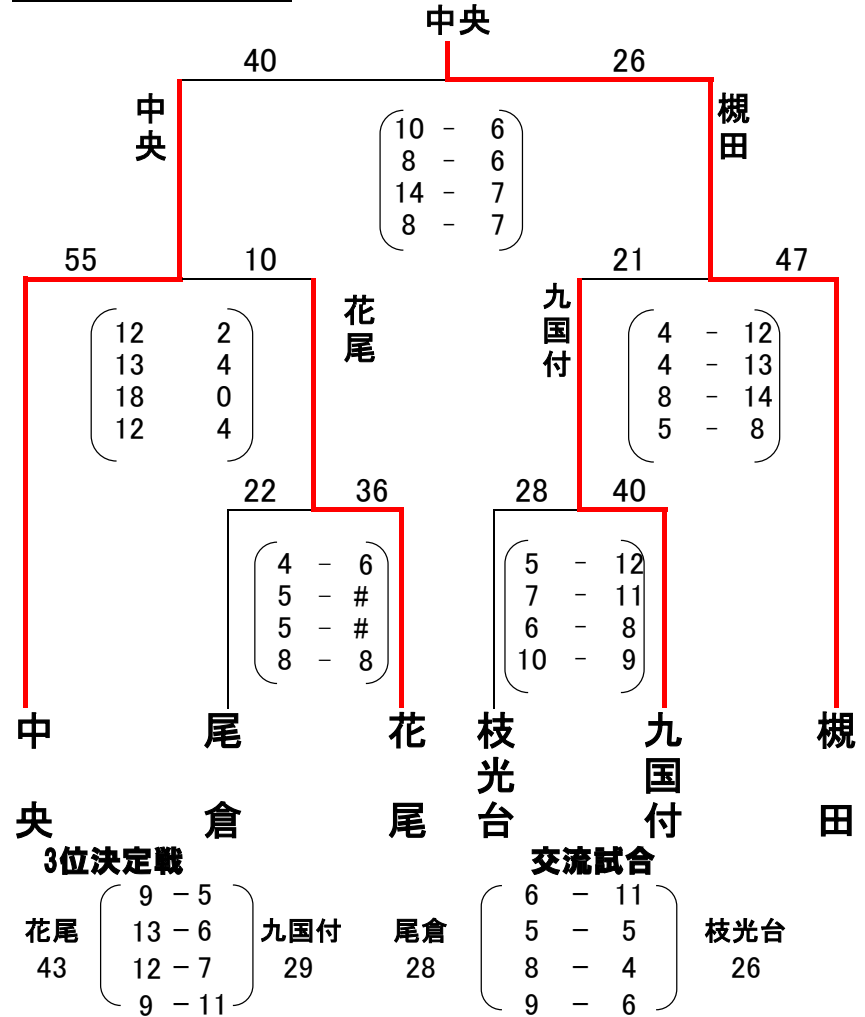 中央
40 26
中央 槻田
10 - 6
8 - 6
14 - 7
8 - 7
55 10 21 47
花尾 九国付
12 2
13 4
18 0
12 4
4 - 12
4 - 13
8 - 14
5 - 8
22 36 28 40
4 - 6
5 - #
5 - #
8 - 8
5 - 12
7 - 11
6 - 8
10 - 9
中央 尾倉 花尾 枝光台 九国付 槻田
3位決定戦
9 - 5
花尾 13 - 6 九国付
43 12 - 7 29
9 - 11
交流試合
6 - 11
尾倉 5 - 5 枝光台
28 8 - 4 26
9 - 6